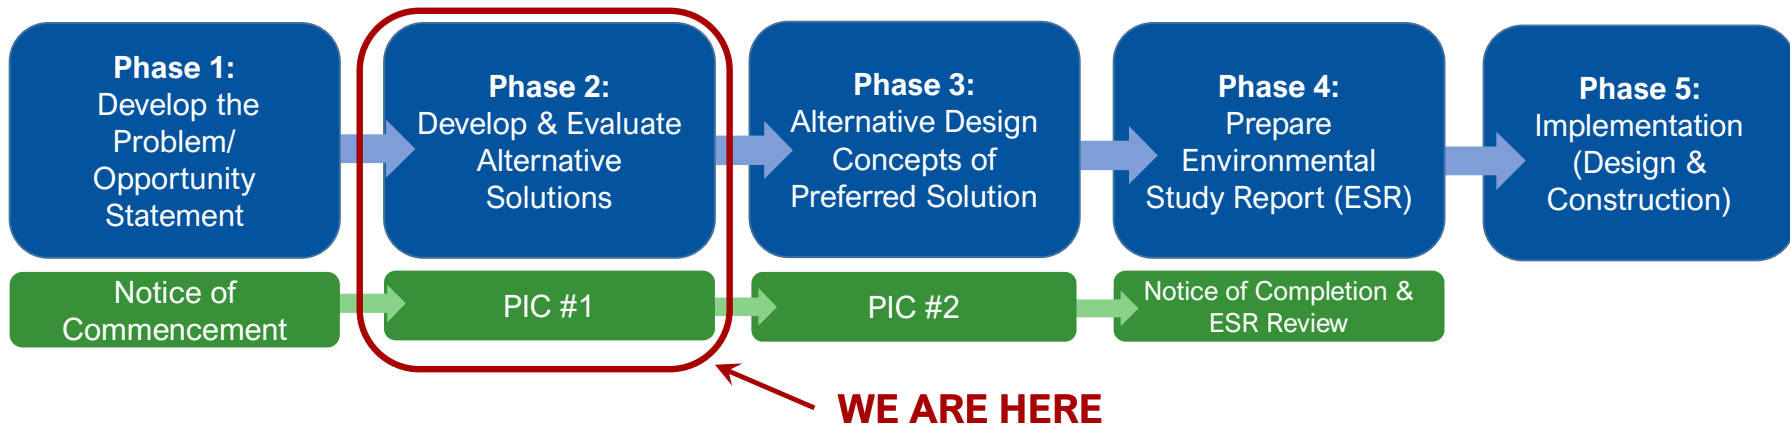 Phase 1:
Develop the
Problem/
Opportunity
Statement
Phase 2:
Develop & Evaluate
Alternative
Solutions
Phase 3:
Alternative Design
Concepts of
Preferred Solution
Phase 4:
Prepare
Environmental
Study Report (ESR)
Phase 5:
Implementation
(Design &
Construction)
Notice of
Commencement
PIC #1
PIC #2
Notice of Completion &
ESR Review
WE ARE HERE